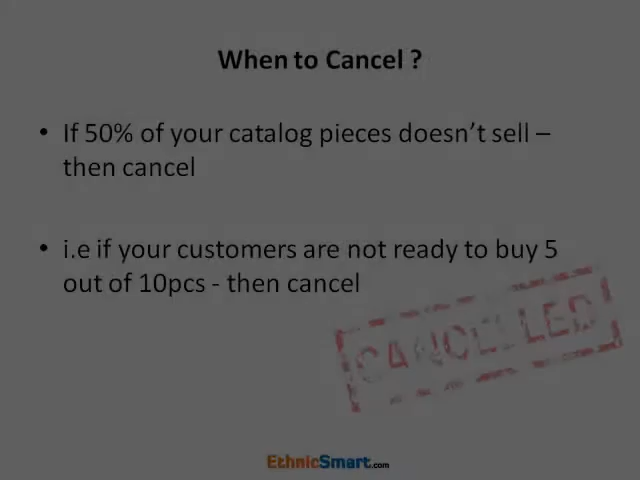 When to Cancel ?
• If 50% of your catalog pieces doesn’t sell –
then cancel
• i.e if your customers are not ready to buy 5
out of 10pcs - then cancel
CANCELLED
EthnicSmart.com